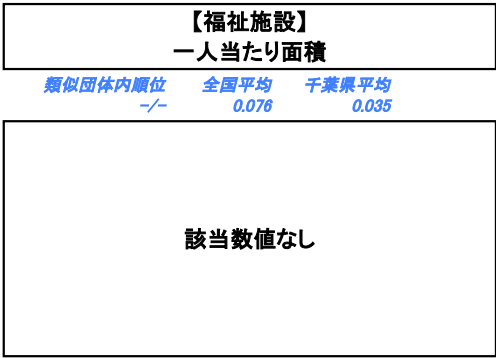 【福祉施設】
一人当たり面積
類似団体内順位 全国平均 千葉県平均
-/- 0.076 0.035
該当数値なし